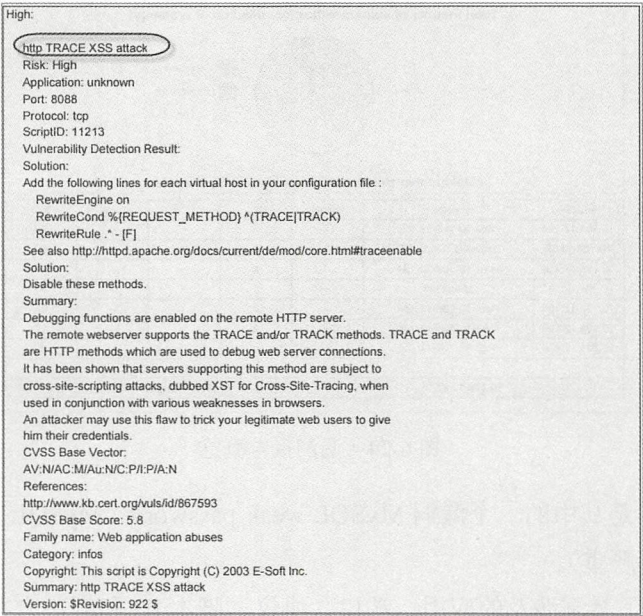 High:
http TRACE XSS attack
Risk: High
Application: unknown
Port: 8088
Protocol: tcp
ScriptID: 11213
Vulnerability Detection Result:
Solution:
Add the following lines for each virtual host in your configuration file :
RewriteEngine on
RewriteCond %{REQUEST_METHOD} ^(TRACE|TRACK)
RewriteRule .* - [F]
See also http://httpd.apache.org/docs/current/de/mod/core.html#traceenable
Solution:
Disable these methods.
Summary:
Debugging functions are enabled on the remote HTTP server.
The remote webserver supports the TRACE and/or TRACK methods. TRACE and TRACK
are HTTP methods which are used to debug web server connections.
It has been shown that servers supporting this method are subject to
cross-site-scripting attacks, dubbed XST for Cross-Site-Tracing, when
used in conjunction with various weaknesses in browsers.
An attacker may use this flaw to trick your legitimate web users to give
him their credentials.
CVSS Base Vector:
AV:N/AC:M/Au:N/C:P/I:P/A:N
References:
http://www.kb.cert.org/vuls/id/867593
CVSS Base Score: 5.8
Family name: Web application abuses
Category: infos
Copyright: This script is Copyright (C) 2003 E-Soft Inc.
Summary: http TRACE XSS attack
Version: $Revision: 922 $